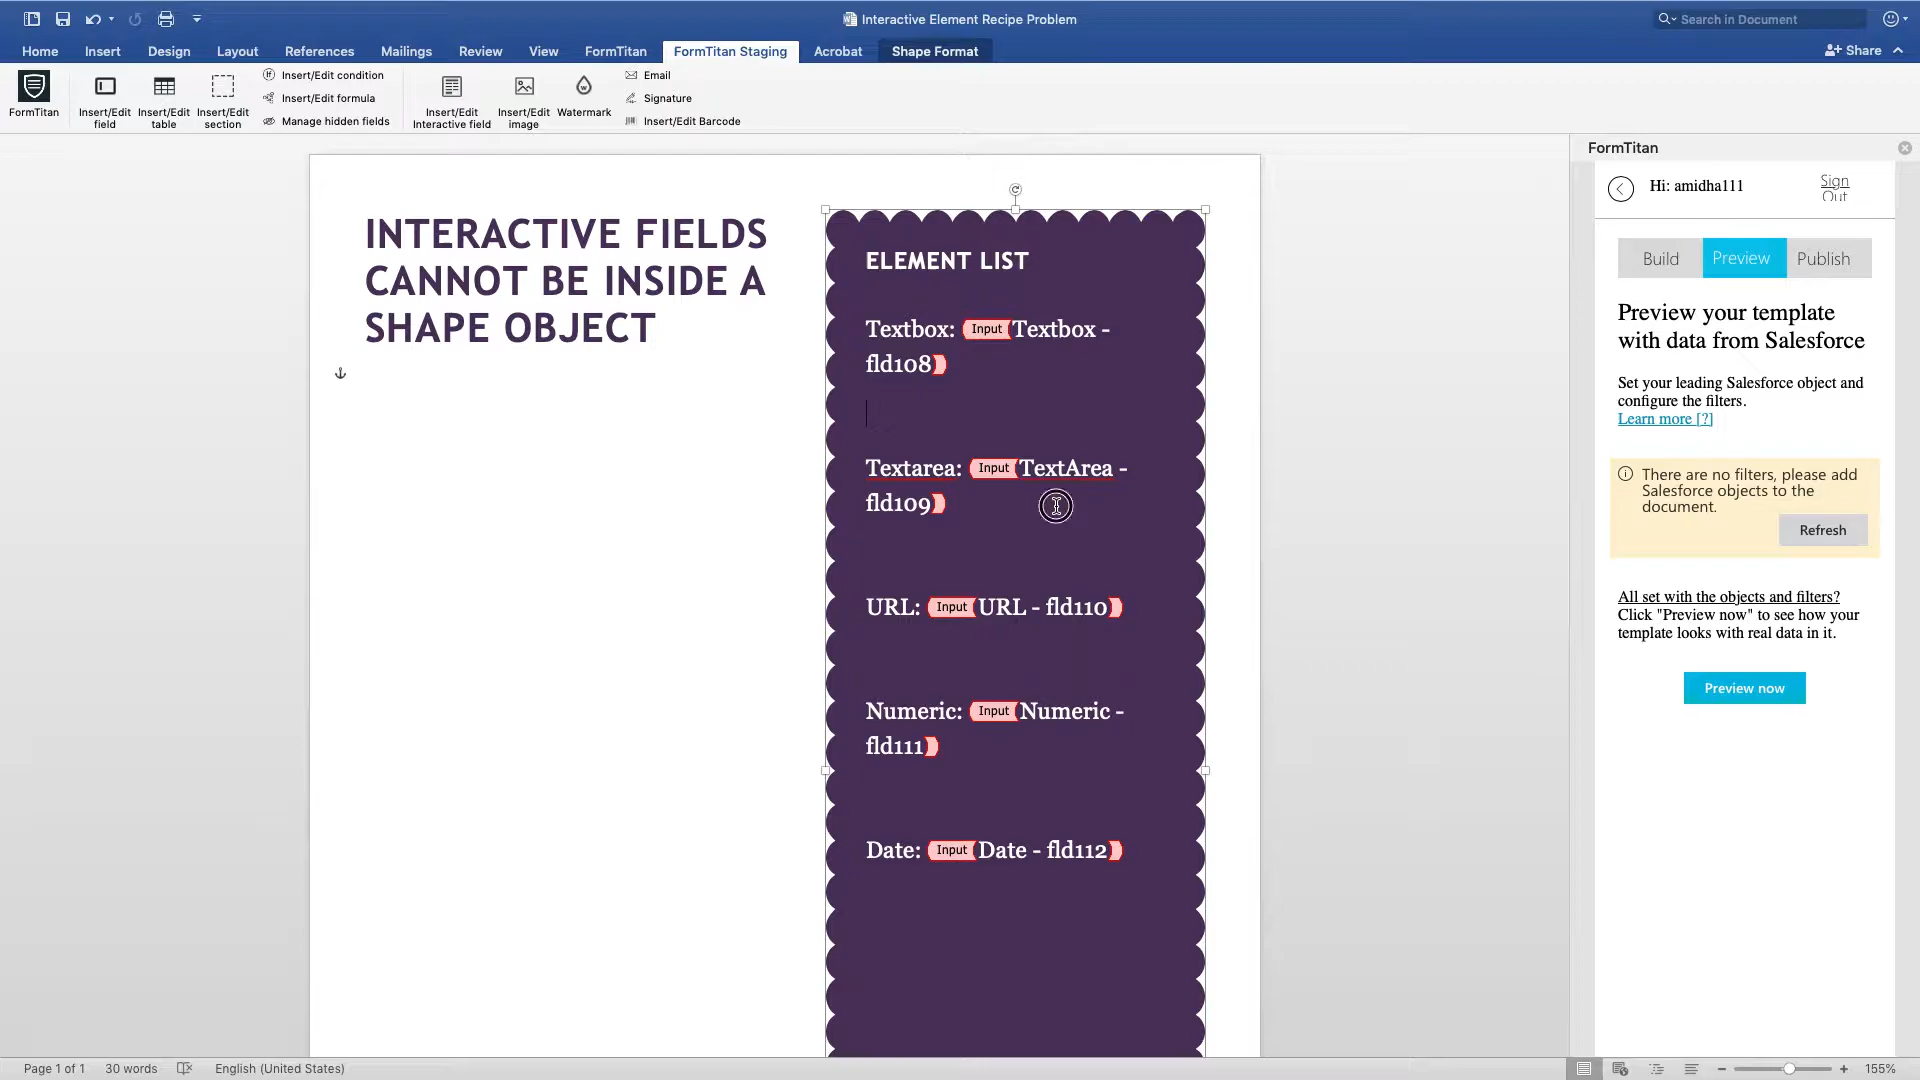 Interactive Element Recipe Problem
Search in Document
Home Insert Design Layout References Mailings Review View FormTitan FormTitan Staging Acrobat Shape Format
Share
FormTitan
Insert/Edit
field
Insert/Edit
table
Insert/Edit
section
Insert/Edit condition
Insert/Edit formula
Manage hidden fields
Insert/Edit
Interactive field
Insert/Edit
image
Watermark
Email
Signature
Insert/Edit Barcode
INTERACTIVE FIELDS
CANNOT BE INSIDE A
SHAPE OBJECT
ELEMENT LIST
Textbox: Input Textbox -
fld108
Textarea: Input TextArea -
fld109
URL: Input URL - fld110
Numeric: Input Numeric -
fld111
Date: Input Date - fld112
FormTitan
Hi: amidha111
Sign
Out
Build Preview Publish
Preview your template
with data from Salesforce
Set your leading Salesforce object and
configure the filters.
Learn more [?]
There are no filters, please add
Salesforce objects to the
document.
Refresh
All set with the objects and filters?
Click "Preview now" to see how your
template looks with real data in it.
Preview now
Page 1 of 1 30 words English (United States) 155%